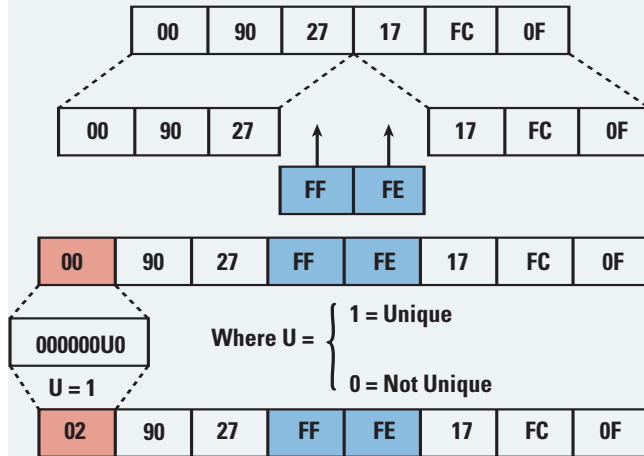 00 90 27 17 FC 0F
00 90 27 17 FC 0F
FF FE
00 90 27 FF FE 17 FC 0F
1 = Unique
000000U0 Where U =
U = 1 0 = Not Unique
02 90 27 FF FE 17 FC 0F